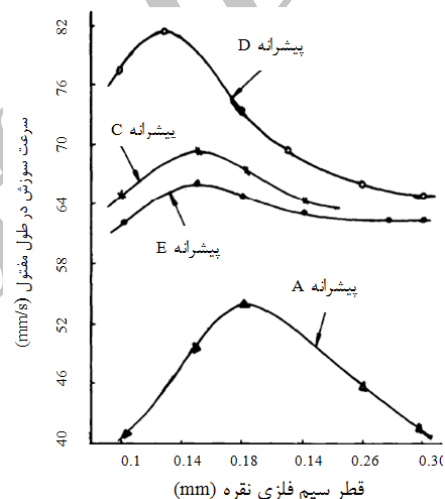 82
76
70
64
58
52
46
40
سرعت سوزش در طول مفتول (mm/s)
پیشرانه D
پیشرانه C
پیشرانه E
پیشرانه A
0.1 0.14 0.18 0.14 0.26 0.30
قطر سیم فلزی نقره (mm)